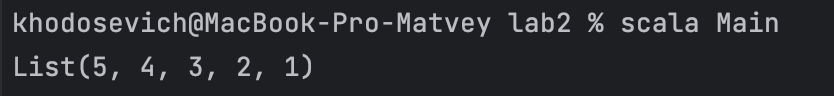 khodosevich@MacBook-Pro-Matvey lab2 % scala Main
List(5, 4, 3, 2, 1)